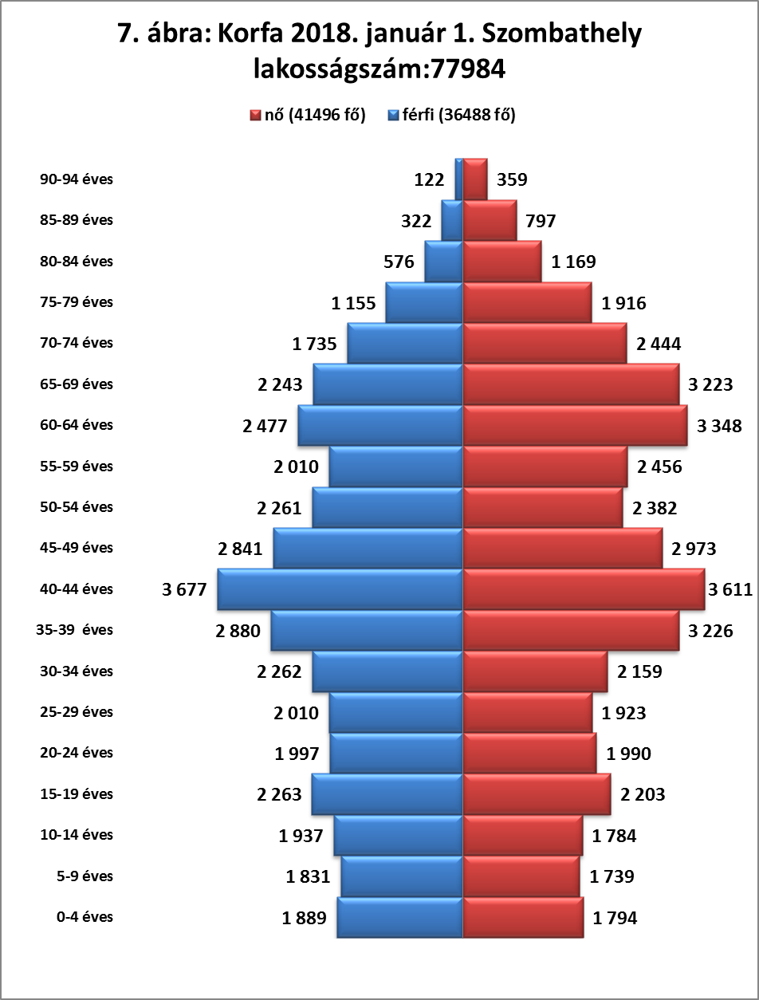 7. ábra: Korfa 2018. január 1. Szombathely
lakosságszám:77984
nő (41496 fő) férfi (36488 fő)
90-94 éves 122 359
85-89 éves 322 797
80-84 éves 576 1 169
75-79 éves 1 155 1 916
70-74 éves 1 735 2 444
65-69 éves 2 243 3 223
60-64 éves 2 477 3 348
55-59 éves 2 010 2 456
50-54 éves 2 261 2 382
45-49 éves 2 841 2 973
40-44 éves 3 677 3 611
35-39  éves 2 880 3 226
30-34 éves 2 262 2 159
25-29 éves 2 010 1 923
20-24 éves 1 997 1 990
15-19 éves 2 263 2 203
10-14 éves 1 937 1 784
5-9 éves 1 831 1 739
0-4 éves 1 889 1 794